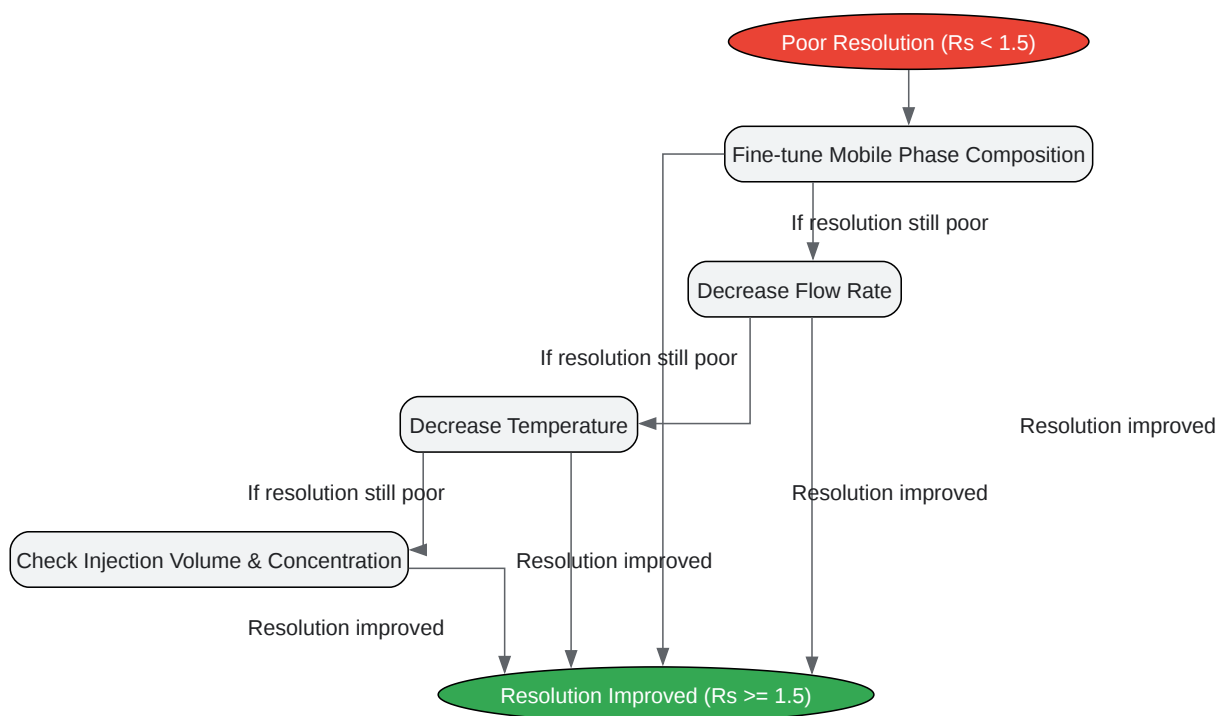 Poor Resolution (Rs < 1.5)
Fine-tune Mobile Phase Composition
If resolution still poor
Decrease Flow Rate
If resolution still poor
Decrease Temperature
Resolution improved
If resolution still poor
Resolution improved
Check Injection Volume & Concentration
Resolution improved
Resolution improved
Resolution Improved (Rs >= 1.5)